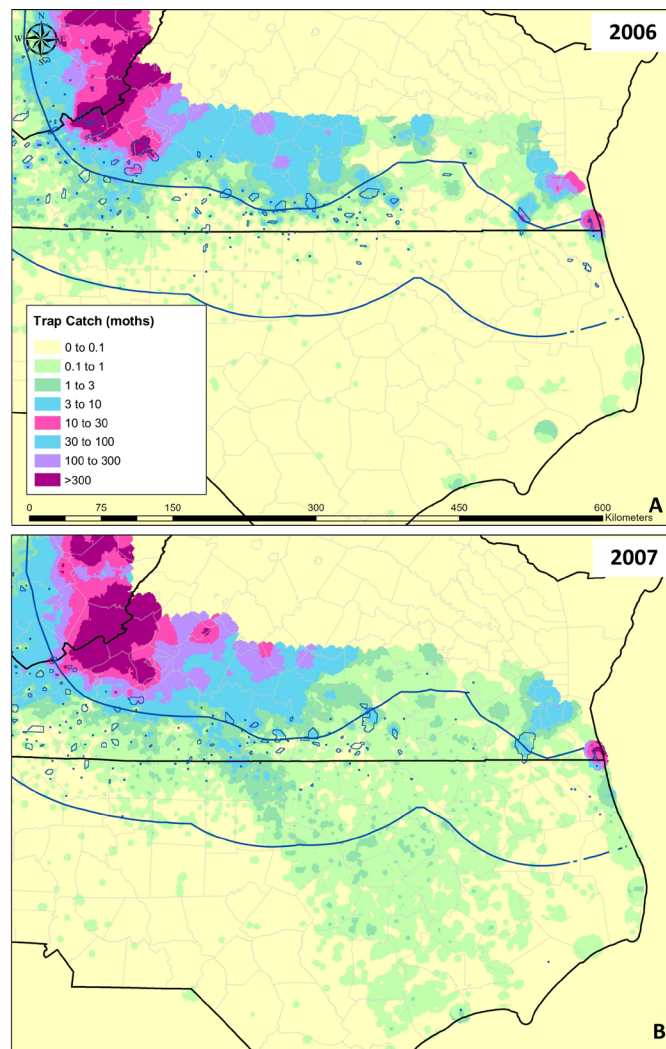 2006
N
W E
S
Trap Catch (moths)
0 to 0.1
0.1 to 1
1 to 3
3 to 10
10 to 30
30 to 100
100 to 300
>300
A
0 75 150 300 450 600
Kilometers
2007
B